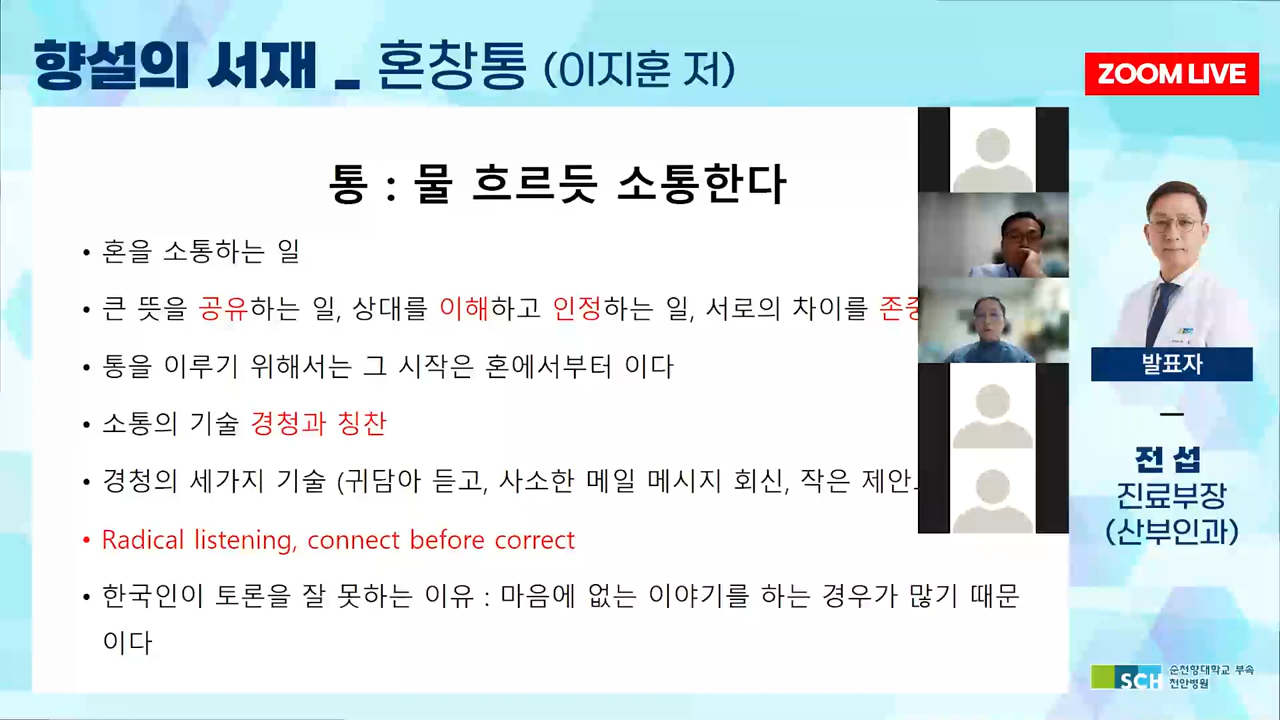 향설의 서재 _ 혼창통 (이지훈 저)
ZOOM LIVE
통 : 물 흐르듯 소통한다
• 혼을 소통하는 일
• 큰 뜻을 공유하는 일, 상대를 이해하고 인정하는 일, 서로의 차이를
• 통을 이루기 위해서는 그 시작은 혼에서부터 이다
• 소통의 기술 경청과 칭찬
• 경청의 세가지 기술 (귀담아 듣고, 사소한 메일 메시지 회신, 작은
• Radical listening, connect before correct
• 한국인이 토론을 잘 못하는 이유 : 마음에 없는 이야기를 하는 경우가 많기 때문
이다
발표자
전 섭
진료부장
(산부인과)
SCH
순천향대학교 부속
천안병원